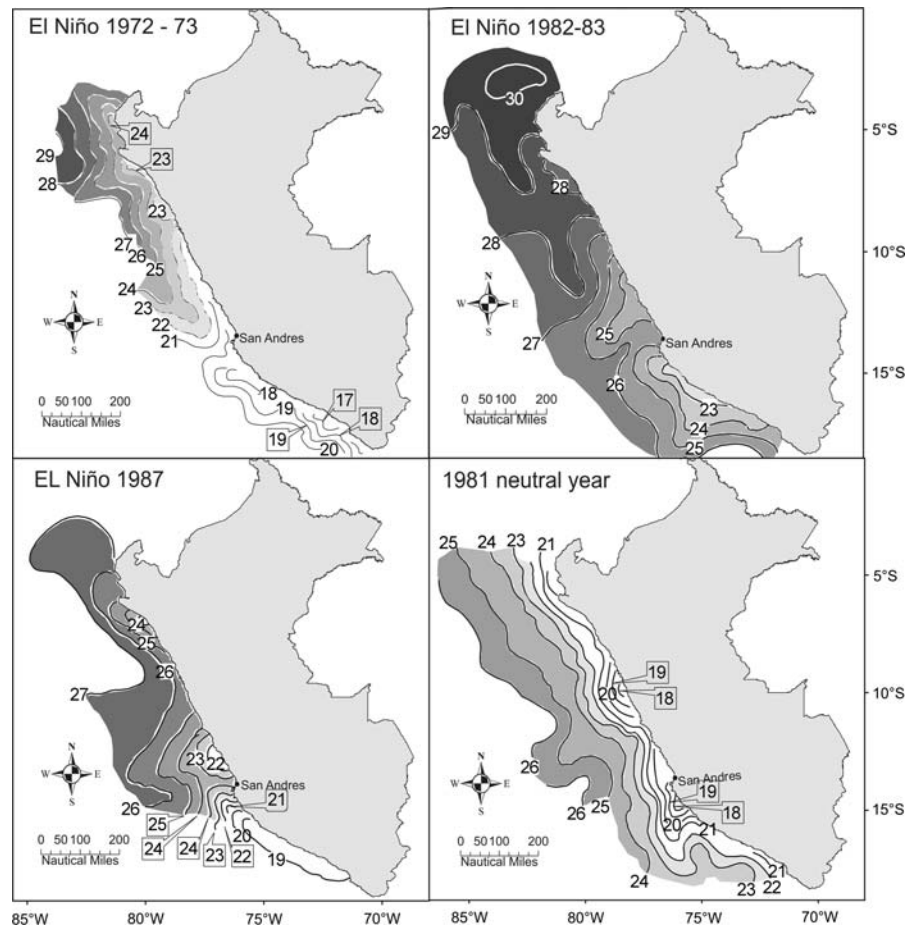 El Niño 1972 - 73
24
29
23
28
23
27
26
25
24
23
22
21
N
W E
S
San Andres
0 50 100 200
Nautical Miles
18
19
17
18
19
20
El Niño 1982-83
30
29
5°S
28
28
10°S
27
25
N
W E
S
San Andres
26
15°S
23
24
25
0 50 100 200
Nautical Miles
EL Niño 1987
24
25
26
27
23
22
N
W E
S
San Andres
26
21
25
20
24
24
23
22
19
0 50 100 200
Nautical Miles
85°W
80°W
75°W
70°W
1981 neutral year
25
24
23
21
5°S
19
20
18
10°S
26
N
W E
S
San Andres
26
25
19
18
20
21
15°S
24
23
21
22
0 50 100 200
Nautical Miles
85°W
80°W
75°W
70°W